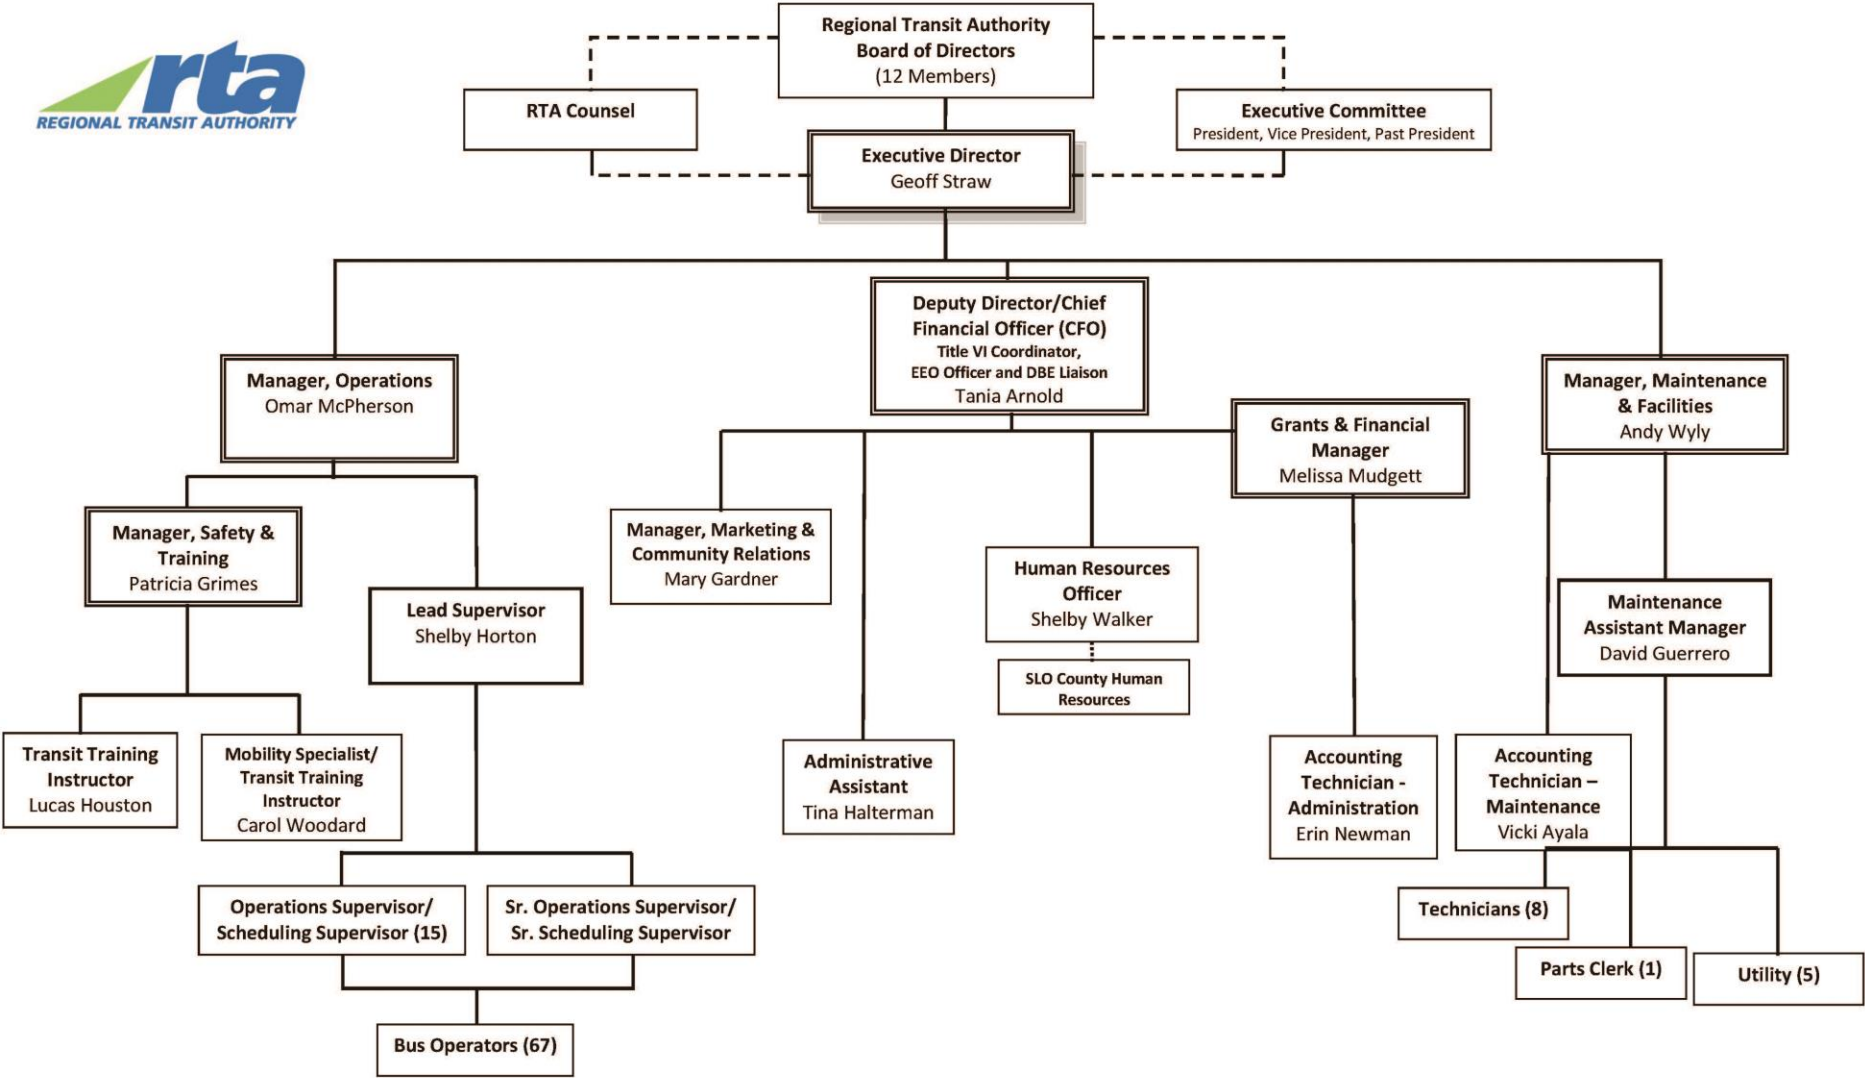 rta
REGIONAL TRANSIT AUTHORITY
Regional Transit Authority
Board of Directors
(12 Members)
RTA Counsel
Executive Committee
President, Vice President, Past President
Executive Director
Geoff Straw
Deputy Director/Chief
Financial Officer (CFO)
Title VI Coordinator,
EEO Officer and DBE Liaison
Tania Arnold
Manager, Operations
Omar McPherson
Manager, Maintenance
& Facilities
Andy Wyly
Grants & Financial
Manager
Melissa Mudgett
Manager, Safety &
Training
Patricia Grimes
Lead Supervisor
Shelby Horton
Manager, Marketing &
Community Relations
Mary Gardner
Human Resources
Officer
Shelby Walker
SLO County Human
Resources
Maintenance
Assistant Manager
David Guerrero
Transit Training
Instructor
Lucas Houston
Mobility Specialist/
Transit Training
Instructor
Carol Woodard
Administrative
Assistant
Tina Halterman
Accounting
Technician -
Administration
Erin Newman
Accounting
Technician –
Maintenance
Vicki Ayala
Operations Supervisor/
Scheduling Supervisor (15)
Sr. Operations Supervisor/
Sr. Scheduling Supervisor
Technicians (8)
Parts Clerk (1)
Utility (5)
Bus Operators (67)